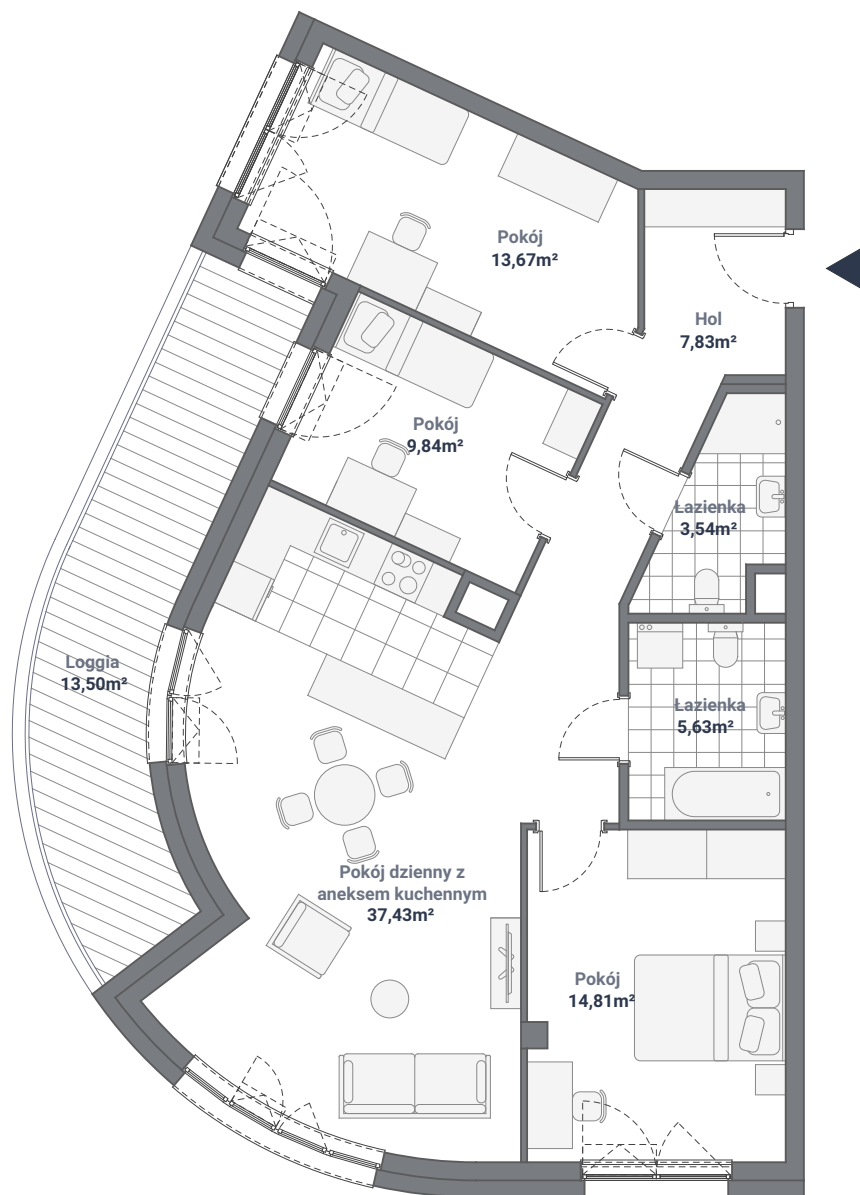 Pokój
13,67m²
Hol
7,83m²
Pokój
9,84m²
Łazienka
3,54m²
Loggia
13,50m²
Łazienka
5,63m²
Pokój dzienny z
aneksem kuchennym
37,43m²
Pokój
14,81m²